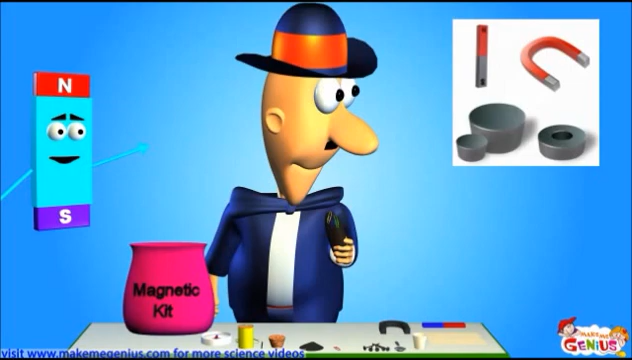 N
S
Magnetic
Kit
visit www.makemegenius.com for more science videos
MAKE ME
GENIUS